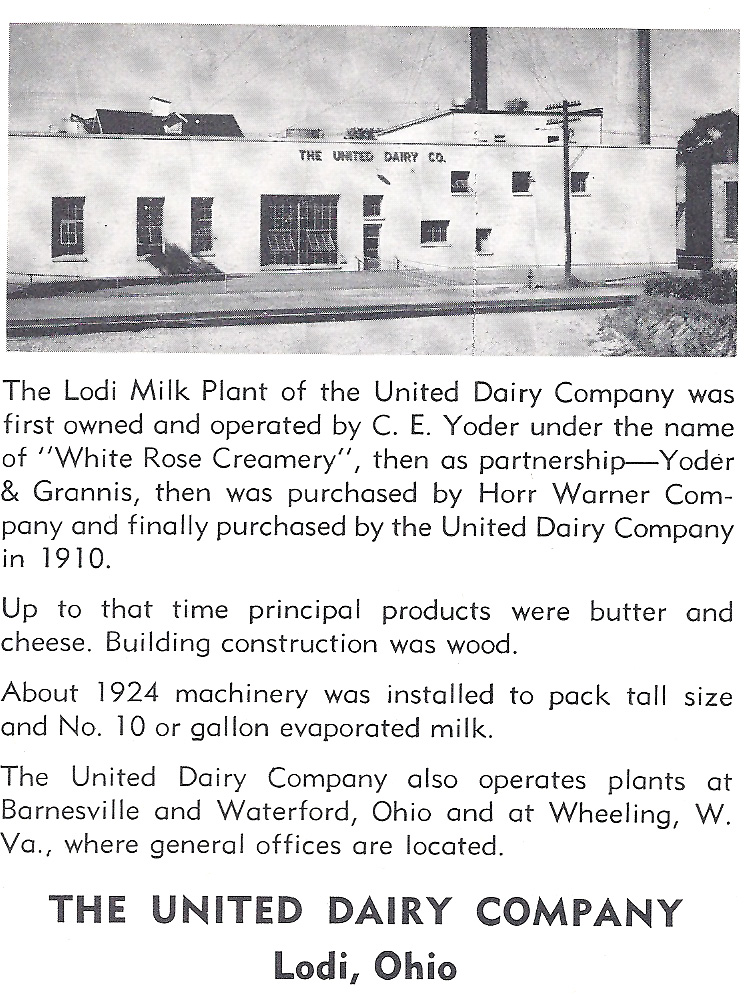 THE UNITED DAIRY CO.
The Lodi Milk Plant of the United Dairy Company was
first owned and operated by C. E. Yoder under the name
of "White Rose Creamery", then as partnership—Yoder
& Grannis, then was purchased by Horr Warner Com-
pany and finally purchased by the United Dairy Company
in 1910.
Up to that time principal products were butter and
cheese. Building construction was wood.
About 1924 machinery was installed to pack tall size
and No. 10 or gallon evaporated milk.
The United Dairy Company also operates plants at
Barnesville and Waterford, Ohio and at Wheeling, W.
Va., where general offices are located.
THE UNITED DAIRY COMPANY
Lodi, Ohio